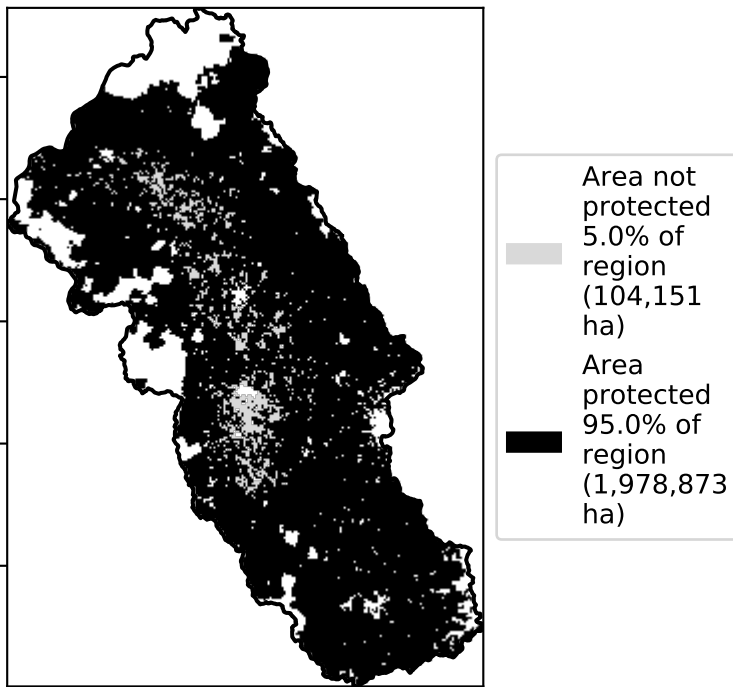 Area not
protected
5.0% of
region
(104,151
ha)
Area
protected
95.0% of
region
(1,978,873
ha)